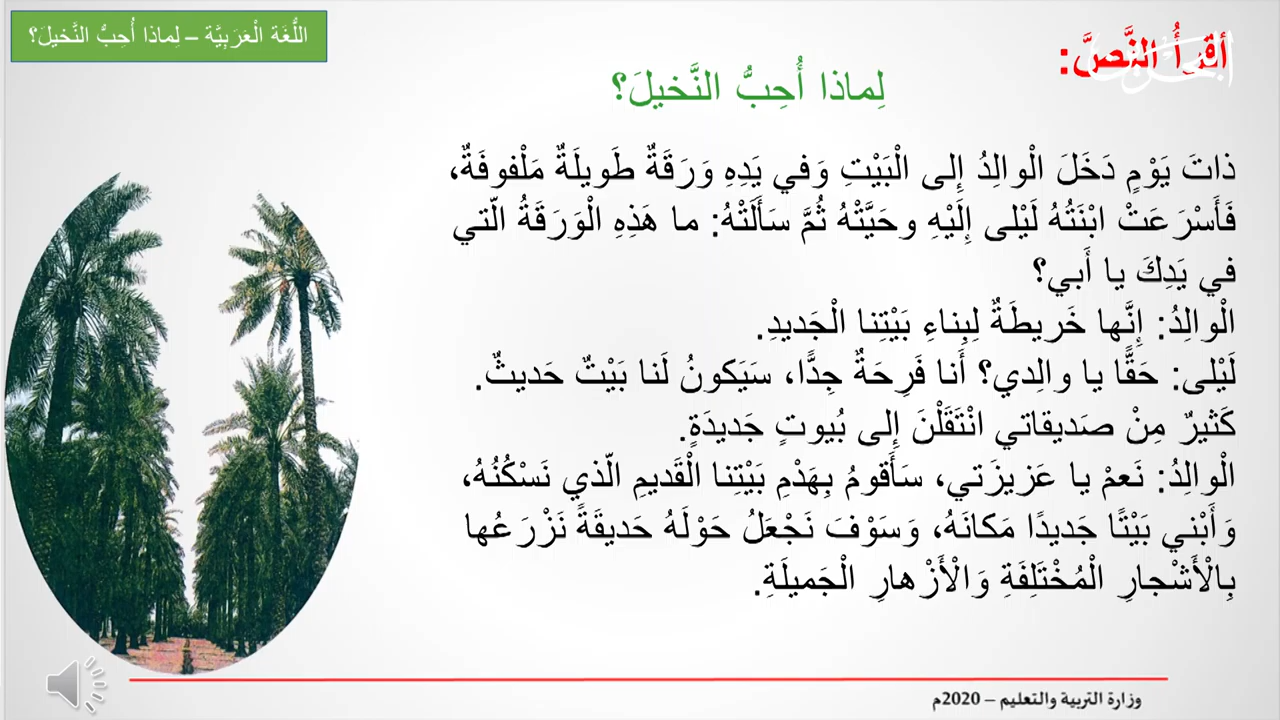 اللُّغَة الْعَرَبِيَّة – لِماذا أُحِبُّ النَّخيلَ؟
أَقْرَأُ النَّصَّ:
لِماذا أُحِبُّ النَّخيلَ؟
ذاتَ يَوْمٍ دَخَلَ الْوالِدُ إِلى الْبَيْتِ وَفي يَدِهِ وَرَقَةٌ طَويلَةٌ مَلْفوفَةٌ،
فَأَسْرَعَتْ ابْنَتُهُ لَيْلى إِلَيْهِ وحَيَّتْهُ ثُمَّ سَأَلَتْهُ: ما هَذِهِ الْوَرَقَةُ الّتي
في يَدِكَ يا أَبي؟
الْوالِدُ: إِنَّها خَريطَةٌ لِبِناءِ بَيْتِنا الْجَديدِ.
لَيْلى: حَقًّا يا والِدي؟ أَنا فَرِحَةٌ جِدًّا، سَيَكونُ لَنا بَيْتٌ حَديثٌ.
كَثيرٌ مِنْ صَديقاتي انْتَقَلْنَ إِلى بُيوتٍ جَديدَةٍ.
الْوالِدُ: نَعمْ يا عَزيزَتي، سَأَقومُ بِهَدْمِ بَيْتِنا الْقَديمِ الّذي نَسْكُنُهُ،
وَأَبْني بَيْتًا جَديدًا مَكانَهُ، وَسَوْفَ نَجْعَلُ حَوْلَهُ حَديقَةً نَزْرَعُها
بِالْأَشْجارِ الْمُخْتَلِفَةِ وَالْأَزْهارِ الْجَميلَةِ.
وزارة التربية والتعليم – 2020م